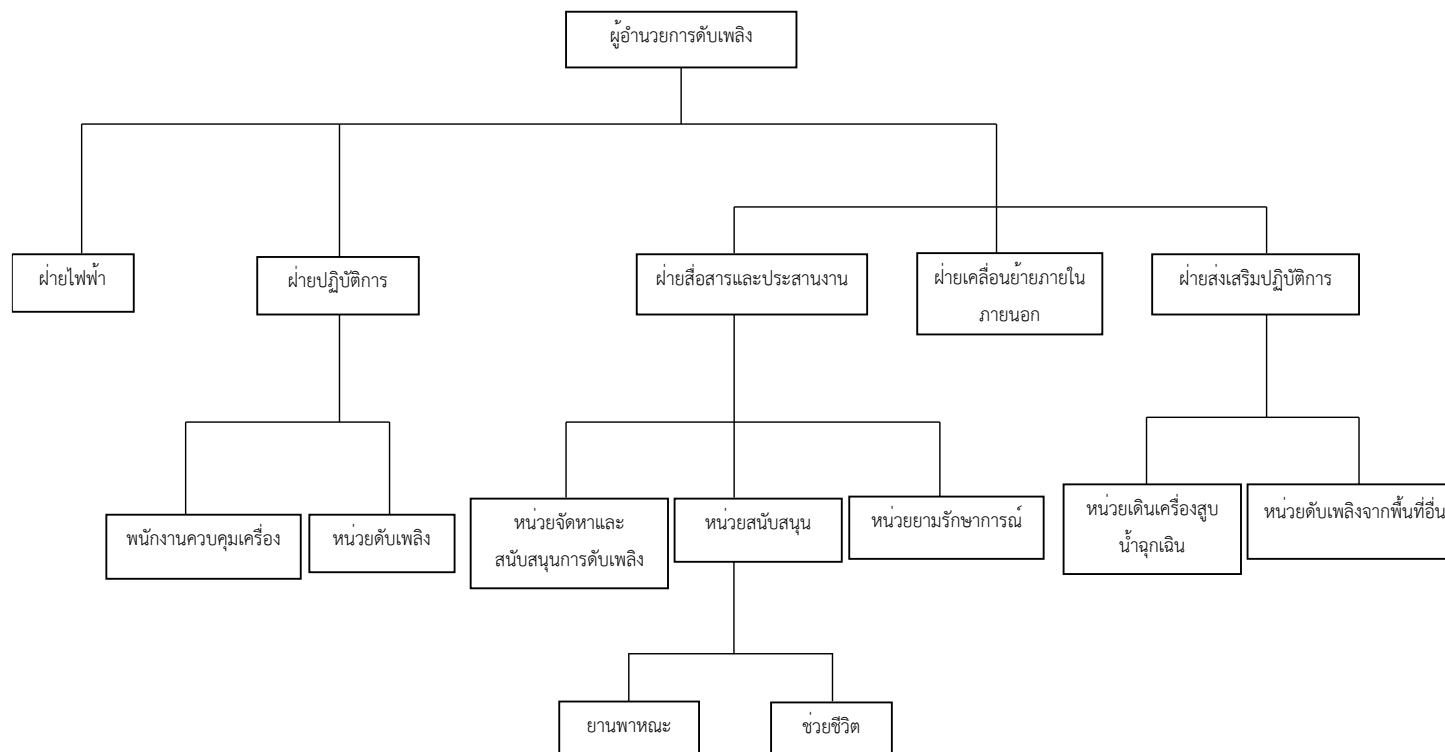 ผู้อำนวยการดับเพลิง
ฝ่ายไฟฟ้า
ฝ่ายปฏิบัติการ
ฝ่ายสื่อสารและประสานงาน
ฝ่ายเคลื่อนย้ายภายใน
ภายนอก
ฝ่ายส่งเสริมปฏิบัติการ
พนักงานควบคุมเครื่อง
หน่วยดับเพลิง
หน่วยจัดหาและ
สนับสนุนการดับเพลิง
หน่วยสนับสนุน
หน่วยยามรักษาการณ์
หน่วยเดินเครื่องสูบ
น้ำฉุกเฉิน
หน่วยดับเพลิงจากพื้นที่อื่น
ยานพาหณะ
ช่วยชีวิต